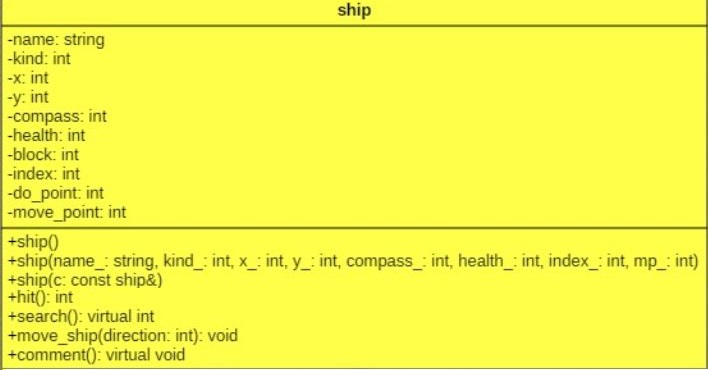 ship
-name: string
-kind: int
-x: int
-y: int
-compass: int
-health: int
-block: int
-index: int
-do_point: int
-move_point: int
+ship()
+ship(name_: string, kind_: int, x_: int, y_: int, compass_: int, health_: int, index_: int, mp_: int)
+ship(c: const ship&)
+hit(): int
+search(): virtual int
+move_ship(direction: int): void
+comment(): virtual void